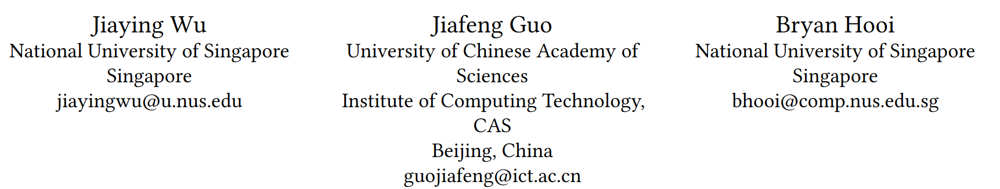 Jiaying Wu
National University of Singapore
Singapore
jiayingwu@u.nus.edu
Jiafeng Guo
University of Chinese Academy of
Sciences
Institute of Computing Technology,
CAS
Beijing, China
guojiafeng@ict.ac.cn
Bryan Hooi
National University of Singapore
Singapore
bhooi@comp.nus.edu.sg